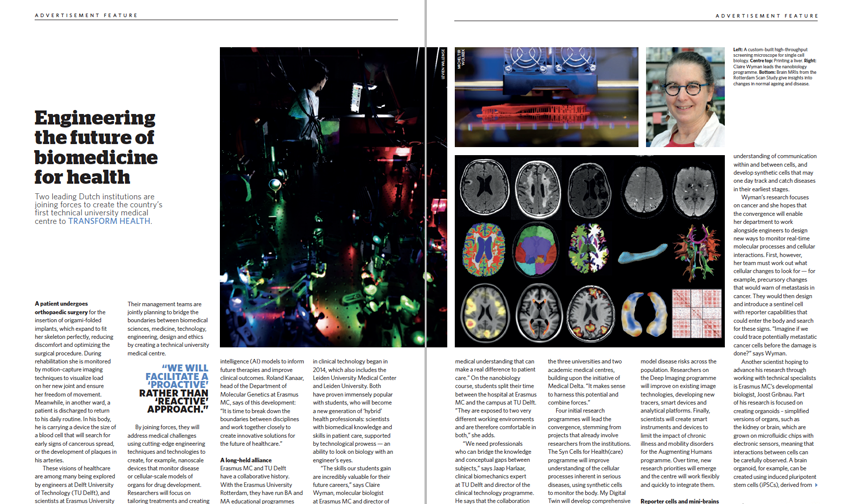 ADVERTISEMENT FEATURE
Engineering
the future of
biomedicine
for health
Two leading Dutch institutions are
joining forces to create the country's
first technical university medical
centre to TRANSFORM HEALTH.
A patient undergoes
orthopaedic surgery for the
insertion of origami-folded
implants, which expand to fit
her skeleton perfectly, reducing
discomfort and optimizing the
surgical procedure. During
rehabilitation she is monitored
by motion-capture imaging
techniques to visualize load
on her new joint and ensure
her freedom of movement.
Meanwhile, in another ward, a
patient is discharged to return
to his daily routine. In his body,
he is carrying a device the size of
a blood cell that will search for
early signs of cancerous spread,
or the development of plaques in
his arteries.
These visions of healthcare
are among many being explored
by engineers at Delft University
of Technology (TU Delft), and
scientists at Erasmus University
Their management teams are
jointly planning to bridge the
boundaries between biomedical
sciences, medicine, technology,
engineering, design and ethics
by creating a technical university
medical centre.
"WE WILL
FACILITATE A
'PROACTIVE'
RATHER THAN
'REACTIVE'
APPROACH."
By joining forces, they will
address medical challenges
using cutting-edge engineering
techniques and technologies to
create, for example, nanoscale
devices that monitor disease
or cellular-scale models of
organs for drug development.
Researchers will focus on
tailoring treatments and creating
intelligence (AI) models to inform
future therapies and improve
clinical outcomes. Roland Kanaar,
head of the Department of
Molecular Genetics at Erasmus
MC, says of this development:
"It is time to break down the
boundaries between disciplines
and work together closely to
create innovative solutions for
the future of healthcare."
A long-held alliance
Erasmus MC and TU Delft
have a collaborative history.
With the Erasmus University
Rotterdam, they have run BA and
MA educational programmes
in clinical technology began in
2014, which also includes the
Leiden University Medical Center
and Leiden University. Both
have proven immensely popular
with students, who will become
a new generation of 'hybrid'
health professionals: scientists
with biomedical knowledge and
skills in patient care, supported
by technological prowess — an
ability to look on biology with an
engineer's eyes.
"The skills our students gain
are incredibly valuable for their
future careers," says Claire
Wyman, molecular biologist
at Erasmus MC and director of
ADVERTISEMENT FEATURE
Left: A custom built high-throughput
screening microscope for single cell
biology. Centre top: Printing a liver. Right:
Claire Wyman leads the nanobiology
programme. Bottom: Brain MRIs from the
Rotterdam Scan Study give insights into
changes in normal ageing and disease.
medical understanding that can
make a real difference to patient
care." On the nanobiology
course, students split their time
between the hospital at Erasmus
MC and the campus at TU Delft.
"They are exposed to two very
different working environments
and are therefore comfortable in
both," she adds.
"We need professionals
who can bridge the knowledge
and conceptual gaps between
subjects," says Jaap Harlaar,
clinical biomechanics expert
at TU Delft and director of the
clinical technology programme.
He says that the collaboration
the three universities and two
academic medical centres,
building upon the initiative of
Medical Delta. "It makes sense
to harness this potential and
combine forces."
Four initial research
programmes will lead the
convergence, stemming from
projects that already involve
researchers from the institutions.
The Syn Cells for Health(care)
programme will improve
understanding of the cellular
processes inherent in serious
diseases, using synthetic cells
to monitor the body. My Digital
Twin will develop comprehensive
model disease risks across the
population. Researchers on
the Deep Imaging programme
will improve on existing image
technologies, developing new
tracers, smart devices and
analytical platforms. Finally,
scientists will create smart
instruments and devices to
limit the impact of chronic
illness and mobility disorders
for the Augmenting Humans
programme. Over time, new
research priorities will emerge
and the centre will work flexibly
and quickly to integrate them.
Reporter cells and mini-brains
understanding of communication
within and between cells, and
develop synthetic cells that may
one day track and catch diseases
in their earliest stages.
Wyman's research focuses
on cancer and she hopes that
the convergence will enable
her department to work
alongside engineers to design
new ways to monitor real-time
molecular processes and cellular
interactions. First, however,
her team must work out what
cellular changes to look for — for
example, precursory changes
that would warn of metastasis in
cancer. They would then design
and introduce a sentinel cell
with reporter capabilities that
could enter the body and search
for these signs. "Imagine if we
could trace potentially metastatic
cancer cells before the damage is
done?" says Wyman.
Another scientist hoping to
advance his research through
working with technical specialists
is Erasmus MC's developmental
biologist, Joost Gribnau. Part
of his research is focused on
creating organoids – simplified
versions of organs, such as
the kidney or brain, which are
grown on microfluidic chips with
electronic sensors, meaning that
interactions between cells can
be carefully observed. A brain
organoid, for example, can be
created using induced pluripotent
stem cells (iPSCs), derived from